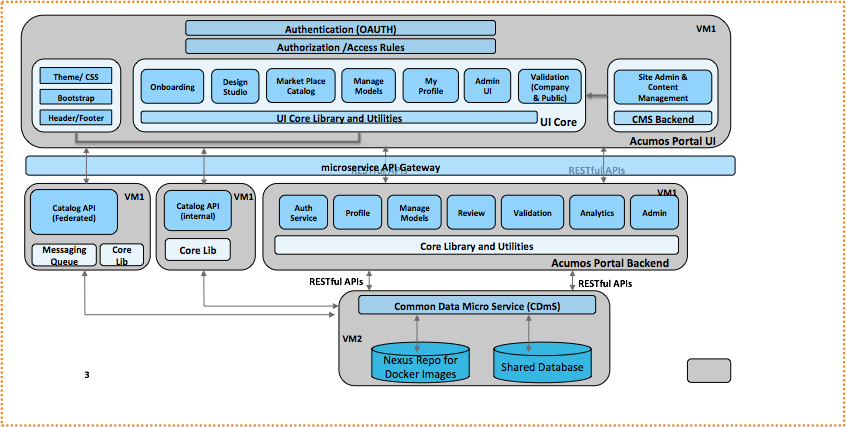 Authentication (OAUTH)
VM1
Authorization /Access Rules
Theme/ CSS
Bootstrap
Header/Footer
Onboarding
Design
Studio
Market Place
Catalog
Manage
Models
My
Profile
Admin
UI
Validation
(Company
& Public)
UI Core Library and Utilities
UI Core
Site Admin &
Content
Management
CMS Backend
Acumos Portal UI
microservice API Gateway
RESTful APIs
RESTful APIs
Catalog API
(Federated)
VM1
Messaging
Queue
Core
Lib
Catalog API
(internal)
VM1
Core Lib
VM1
Auth
Service
Profile
Manage
Models
Review
Validation
Analytics
Admin
Core Library and Utilities
Acumos Portal Backend
RESTful APIs
RESTful APIs
Common Data Micro Service (CDmS)
VM2
Nexus Repo for
Docker Images
Shared Database
3